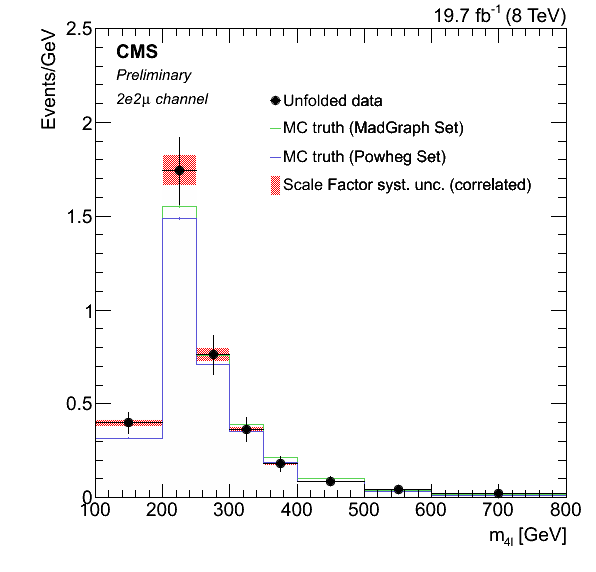 19.7 fb⁻¹ (8 TeV)
Events/GeV
CMS
Preliminary
2e2μ channel
Unfolded data
MC truth (MadGraph Set)
MC truth (Powheg Set)
Scale Factor syst. unc. (correlated)
2.5
2
1.5
1
0.5
0
100 200 300 400 500 600 700 800
m₄ₗ [GeV]